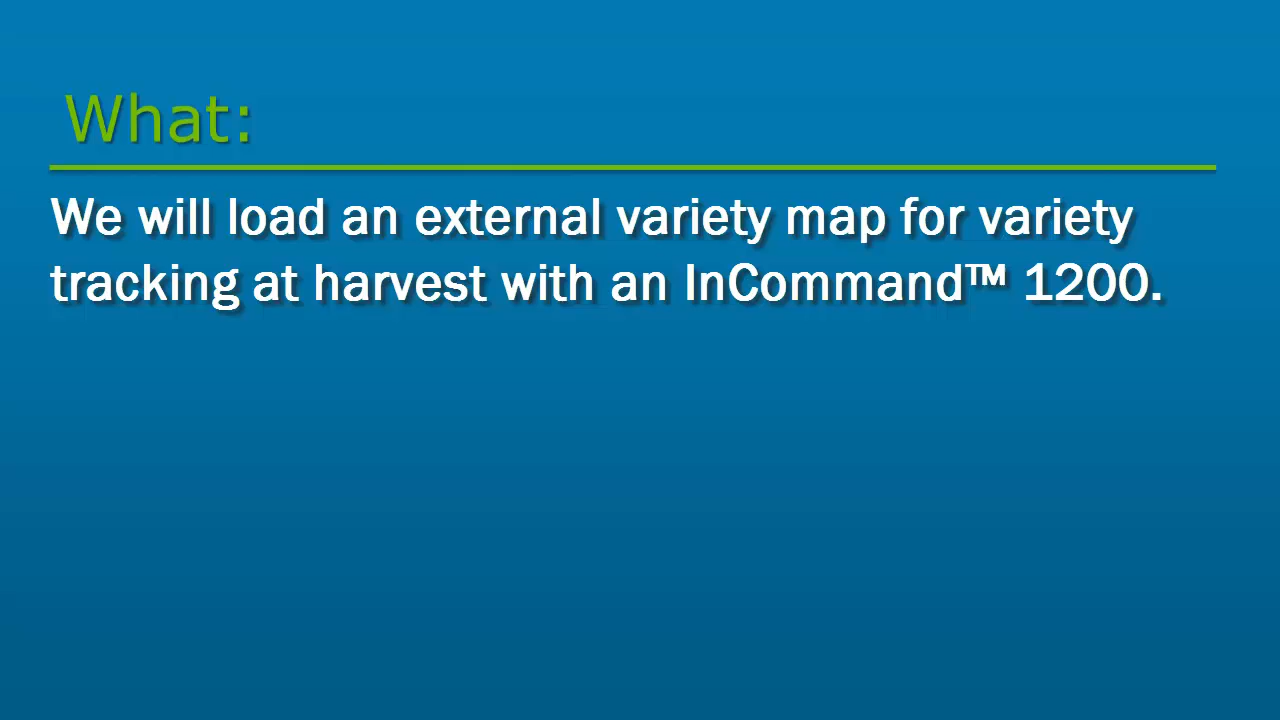 What:
We will load an external variety map for variety
tracking at harvest with an InCommand™ 1200.